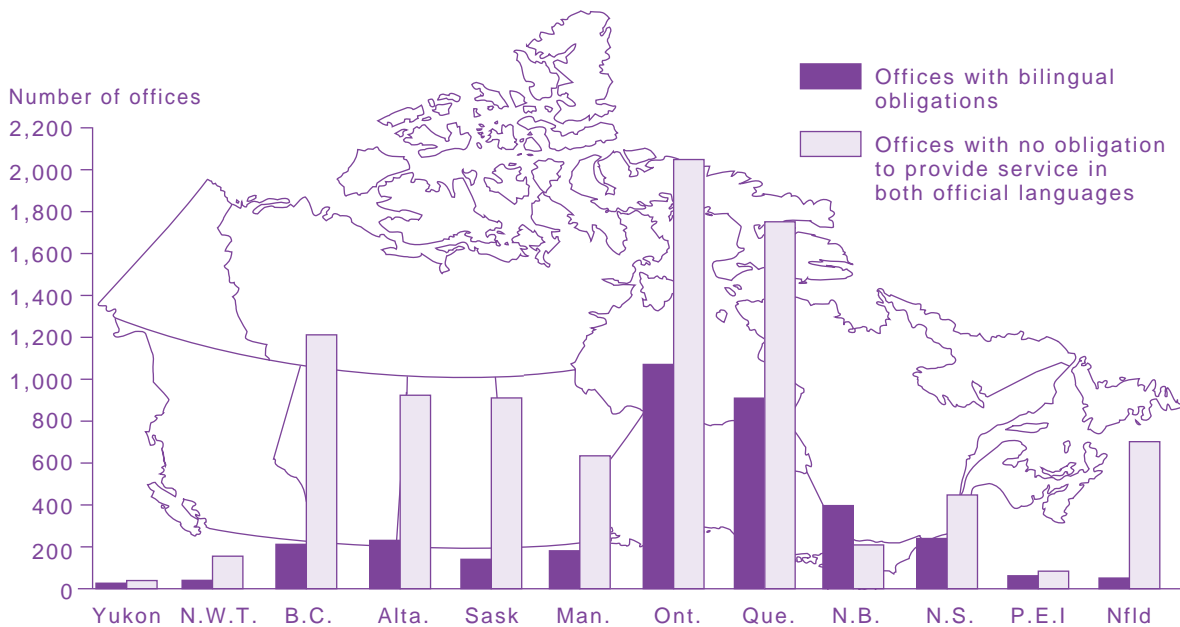 Number of offices
2,200
2,000
1,800
1,600
1,400
1,200
1,000
800
600
400
200
0
Yukon N.W.T. B.C. Alta. Sask Man. Ont. Que. N.B. N.S. P.E.I Nfld
Offices with bilingual
obligations
Offices with no obligation
to provide service in
both official languages